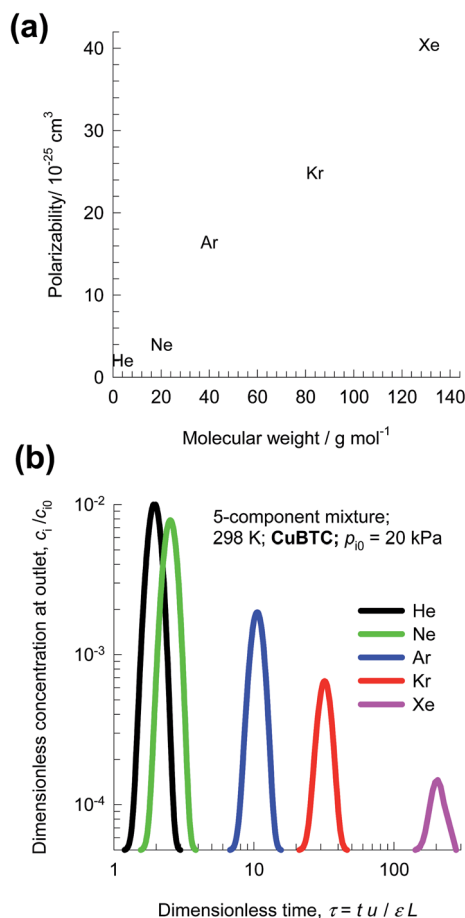 (a)
40
30
20
10
0
Polarizability/ 10⁻²⁵ cm³
Xe
Kr
Ar
Ne
He
0 20 40 60 80 100 120 140
Molecular weight / g mol⁻¹
(b)
10⁻²
10⁻³
10⁻⁴
Dimensionless concentration at outlet, cᵢ /cᵢ₀
5-component mixture;
298 K; CuBTC; pᵢ₀ = 20 kPa
He
Ne
Ar
Kr
Xe
1 10 100
Dimensionless time, τ = t u / ε L